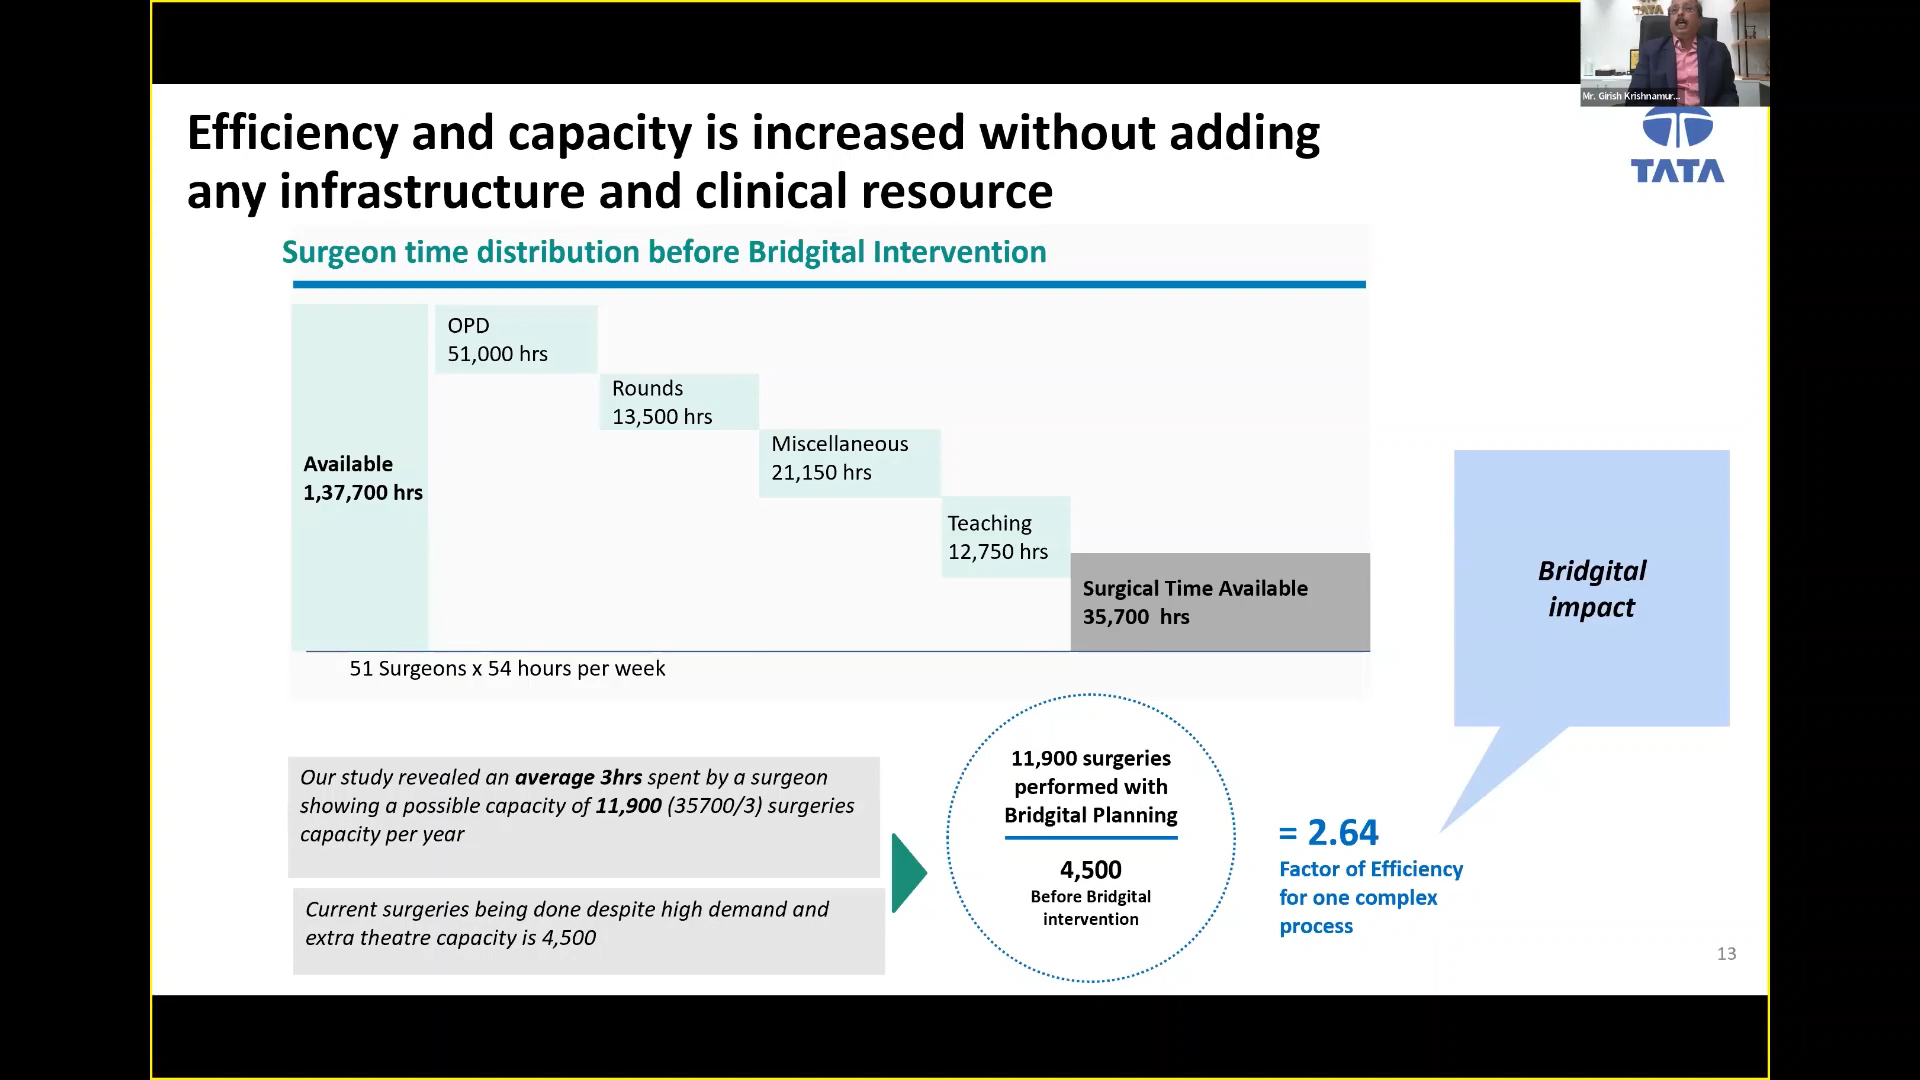 TATA
Mr. Girish Krishnamur...
Efficiency and capacity is increased without adding
any infrastructure and clinical resource
TATA
Surgeon time distribution before Bridgital Intervention
OPD
51,000 hrs
Rounds
13,500 hrs
Miscellaneous
21,150 hrs
Available
1,37,700 hrs
Teaching
12,750 hrs
Surgical Time Available
35,700 hrs
51 Surgeons x 54 hours per week
Bridgital
impact
Our study revealed an average 3hrs spent by a surgeon
showing a possible capacity of 11,900 (35700/3) surgeries
capacity per year
Current surgeries being done despite high demand and
extra theatre capacity is 4,500
11,900 surgeries
performed with
Bridgital Planning
4,500
Before Bridgital
intervention
= 2.64
Factor of Efficiency
for one complex
process
13